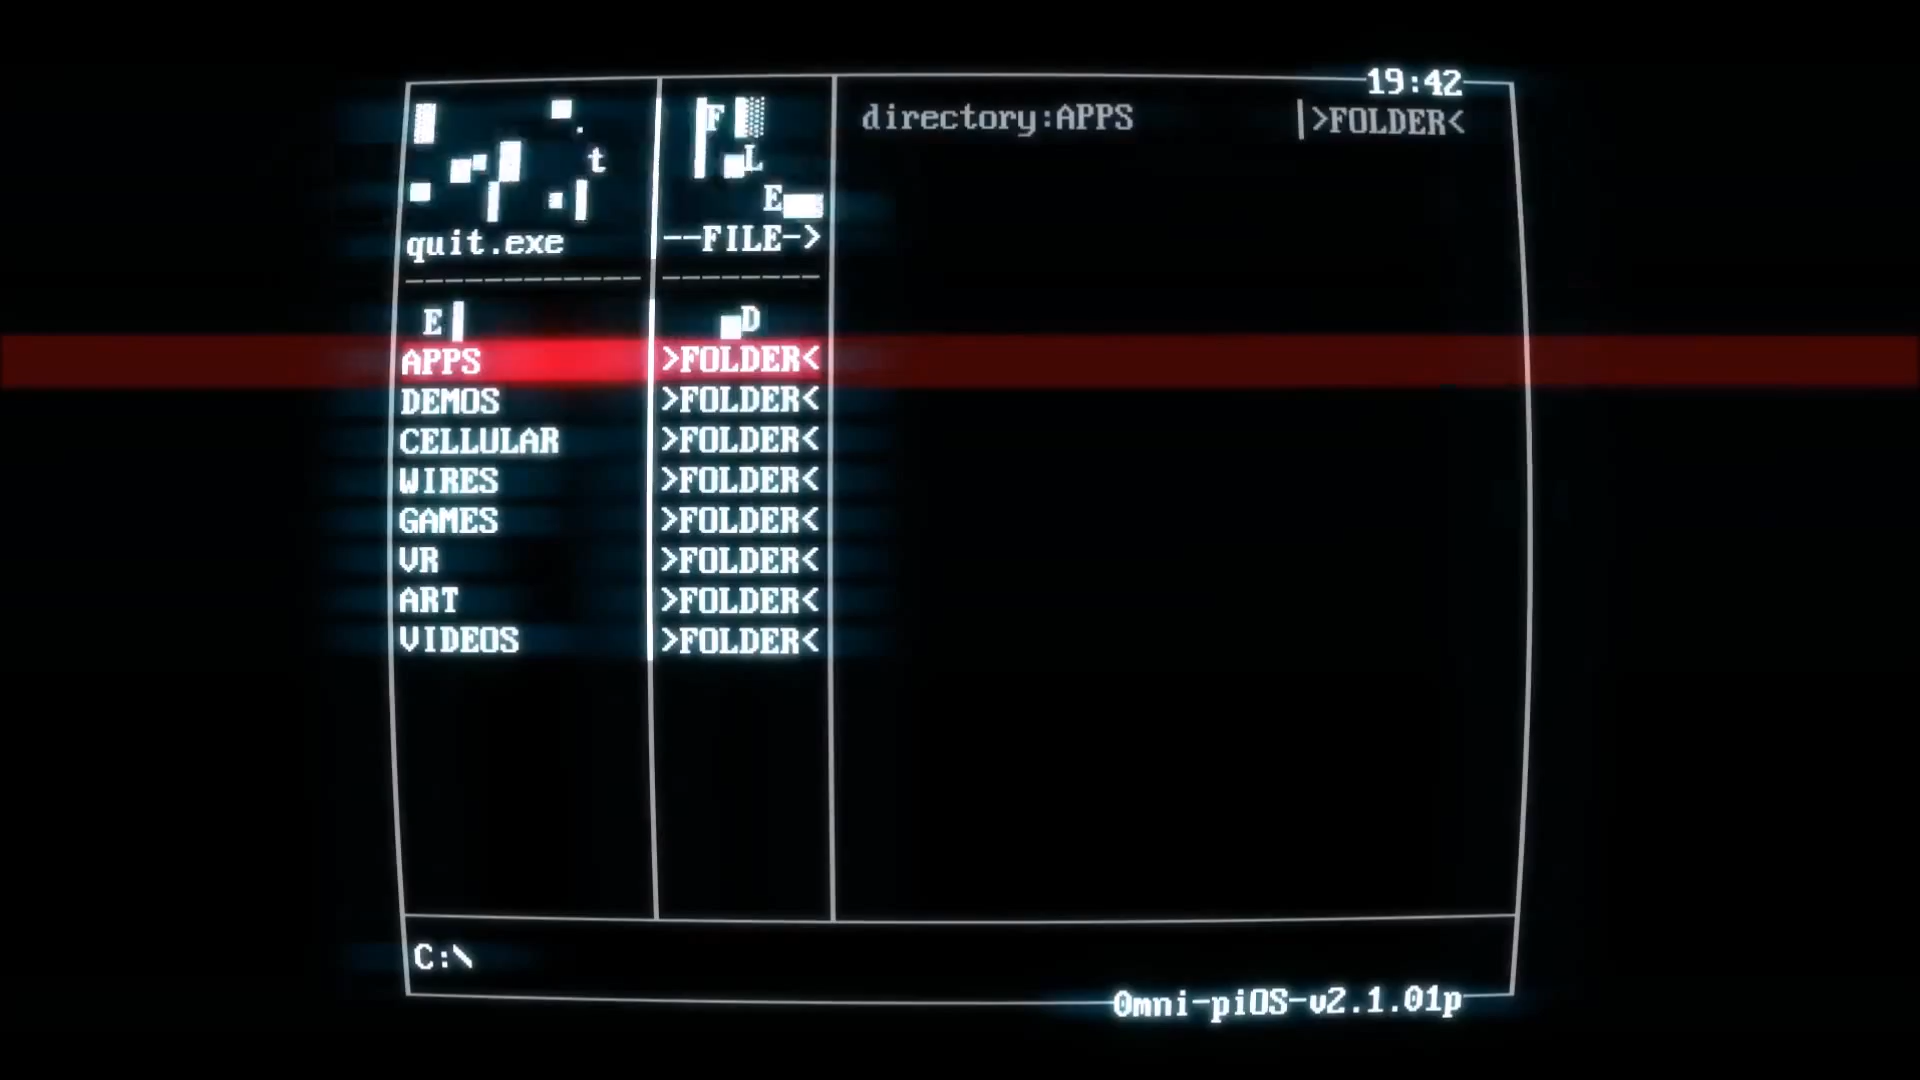 19:42
directory:APPS |>FOLDER<
F
. t L
E
quit.exe --FILE->
E D
APPS >FOLDER<
DEMOS >FOLDER<
CELLULAR >FOLDER<
WIRES >FOLDER<
GAMES >FOLDER<
VR >FOLDER<
ART >FOLDER<
VIDEOS >FOLDER<
C:\
0mni-piOS-v2.1.01p